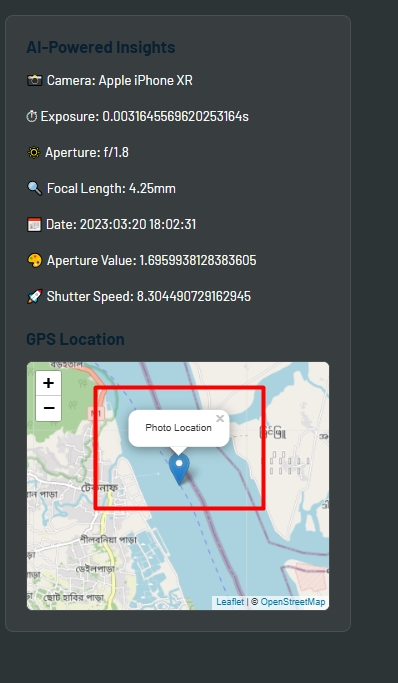 AI-Powered Insights
📷 Camera: Apple iPhone XR
⏱ Exposure: 0.0031645569620253164s
🔅 Aperture: f/1.8
🔍 Focal Length: 4.25mm
📅 Date: 2023:03:20 18:02:31
🎨 Aperture Value: 1.6959938128383605
🚀 Shutter Speed: 8.304490729162945
GPS Location
+
−
N1
Photo Location
×
টেকনাফ
শীলবনিয়া পাড়া
ডেইলপাড়া
ছোট হাবির পাড়া
Leaflet | © OpenStreetMap